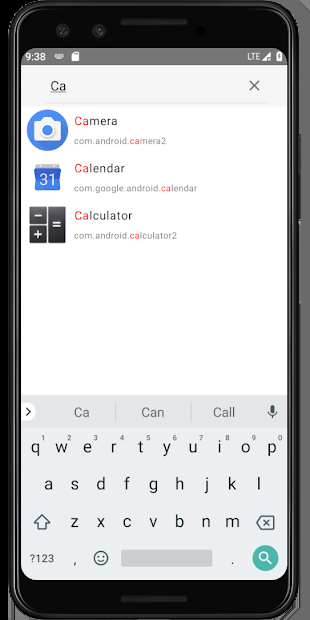 9:38 LTE
Ca
Camera
com.android.camera2
31
Calendar
com.google.android.calendar
Calculator
com.android.calculator2
Ca Can Call
1 2 3 4 5 6 7 8 9 0
q w e r t y u i o p
a s d f g h j k l
z x c v b n m
?123 , .